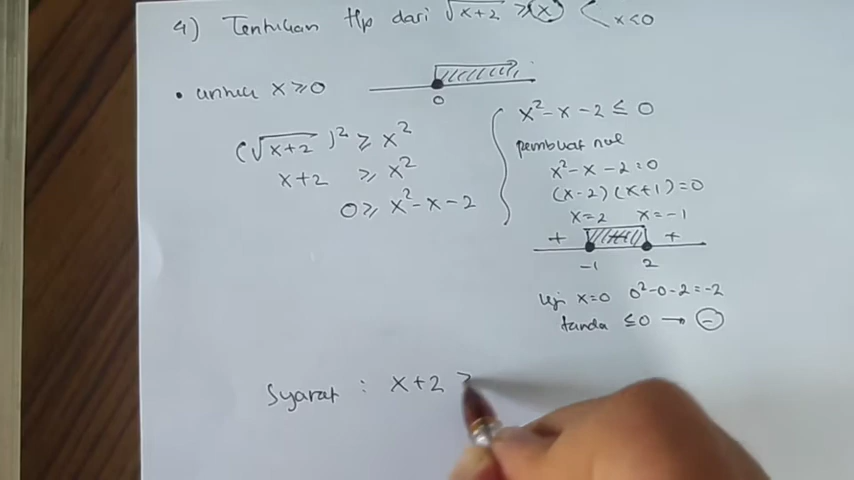 4) Tentukan Hp dari √x+2 ≥ x < x<0
• untuk x ≥ 0
0
(√x+2)² ≥ x²
x+2 ≥ x²
0 ≥ x² - x - 2
x² - x - 2 ≤ 0
pembuat nol
x² - x - 2 = 0
(x-2) (x+1) = 0
x=2 x=-1
+ - +
-1 2
uji x=0 0²-0-2=-2
tanda ≤0 → -
Syarat : x+2 ≥